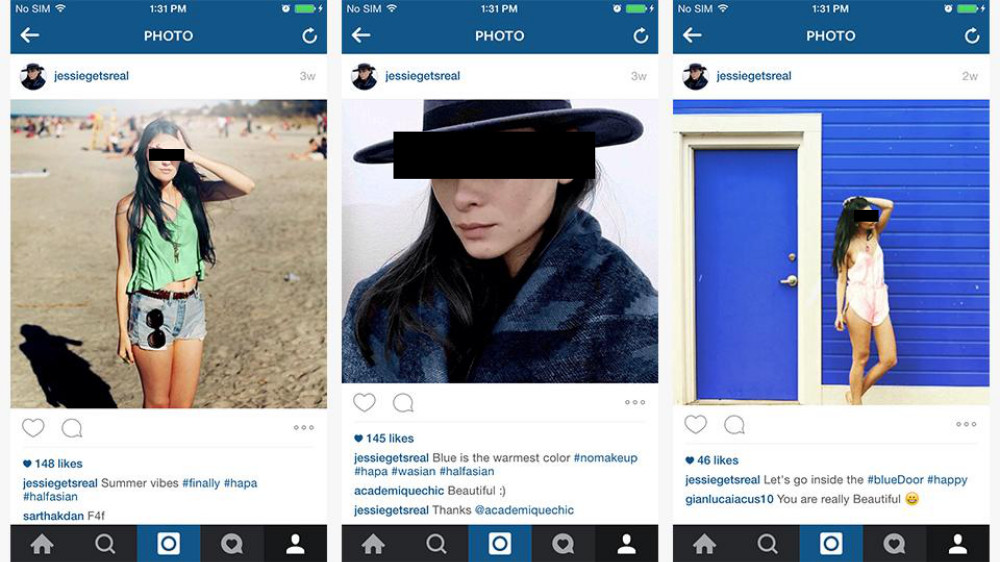 No SIM 1:31 PM
PHOTO
jessiegetsreal 3w
148 likes
jessiegetsreal Summer vibes #finally #hapa
#halfasian
sarthakdan F4f
No SIM 1:31 PM
PHOTO
jessiegetsreal 3w
145 likes
jessiegetsreal Blue is the warmest color #nomakeup
#hapa #wasian #halfasian
academiquechic Beautiful :)
jessiegetsreal Thanks @academiquechic
No SIM 1:31 PM
PHOTO
jessiegetsreal 2w
46 likes
jessiegetsreal Let's go inside the #blueDoor #happy
gianlucaiacus10 You are really Beautiful 😁